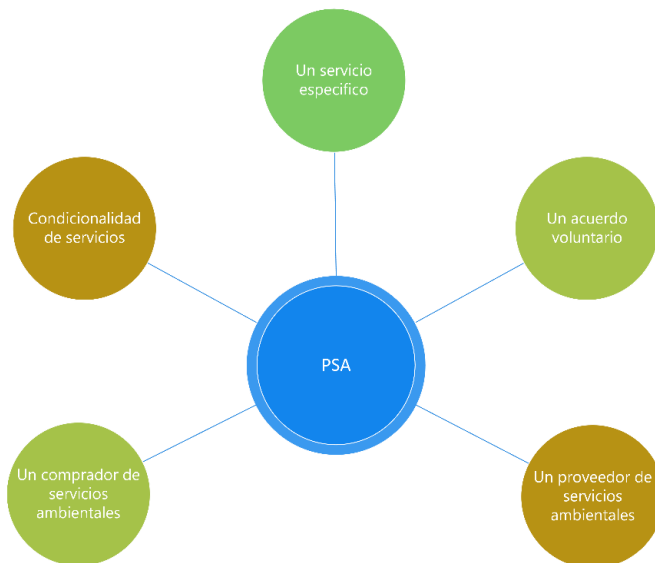 Un servicio
especifico
Condicionalidad
de servicios
Un acuerdo
voluntario
PSA
Un comprador de
servicios
ambientales
Un proveedor de
servicios
ambientales